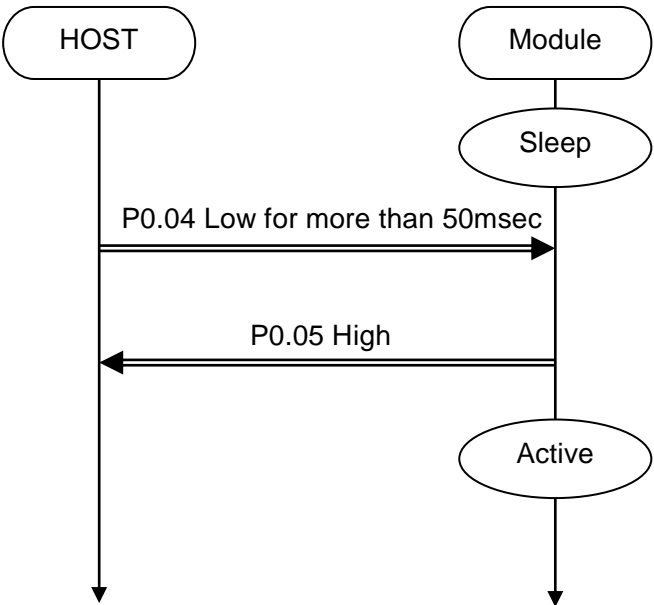 HOST
Module
Sleep
P0.04 Low for more than 50msec
P0.05 High
Active